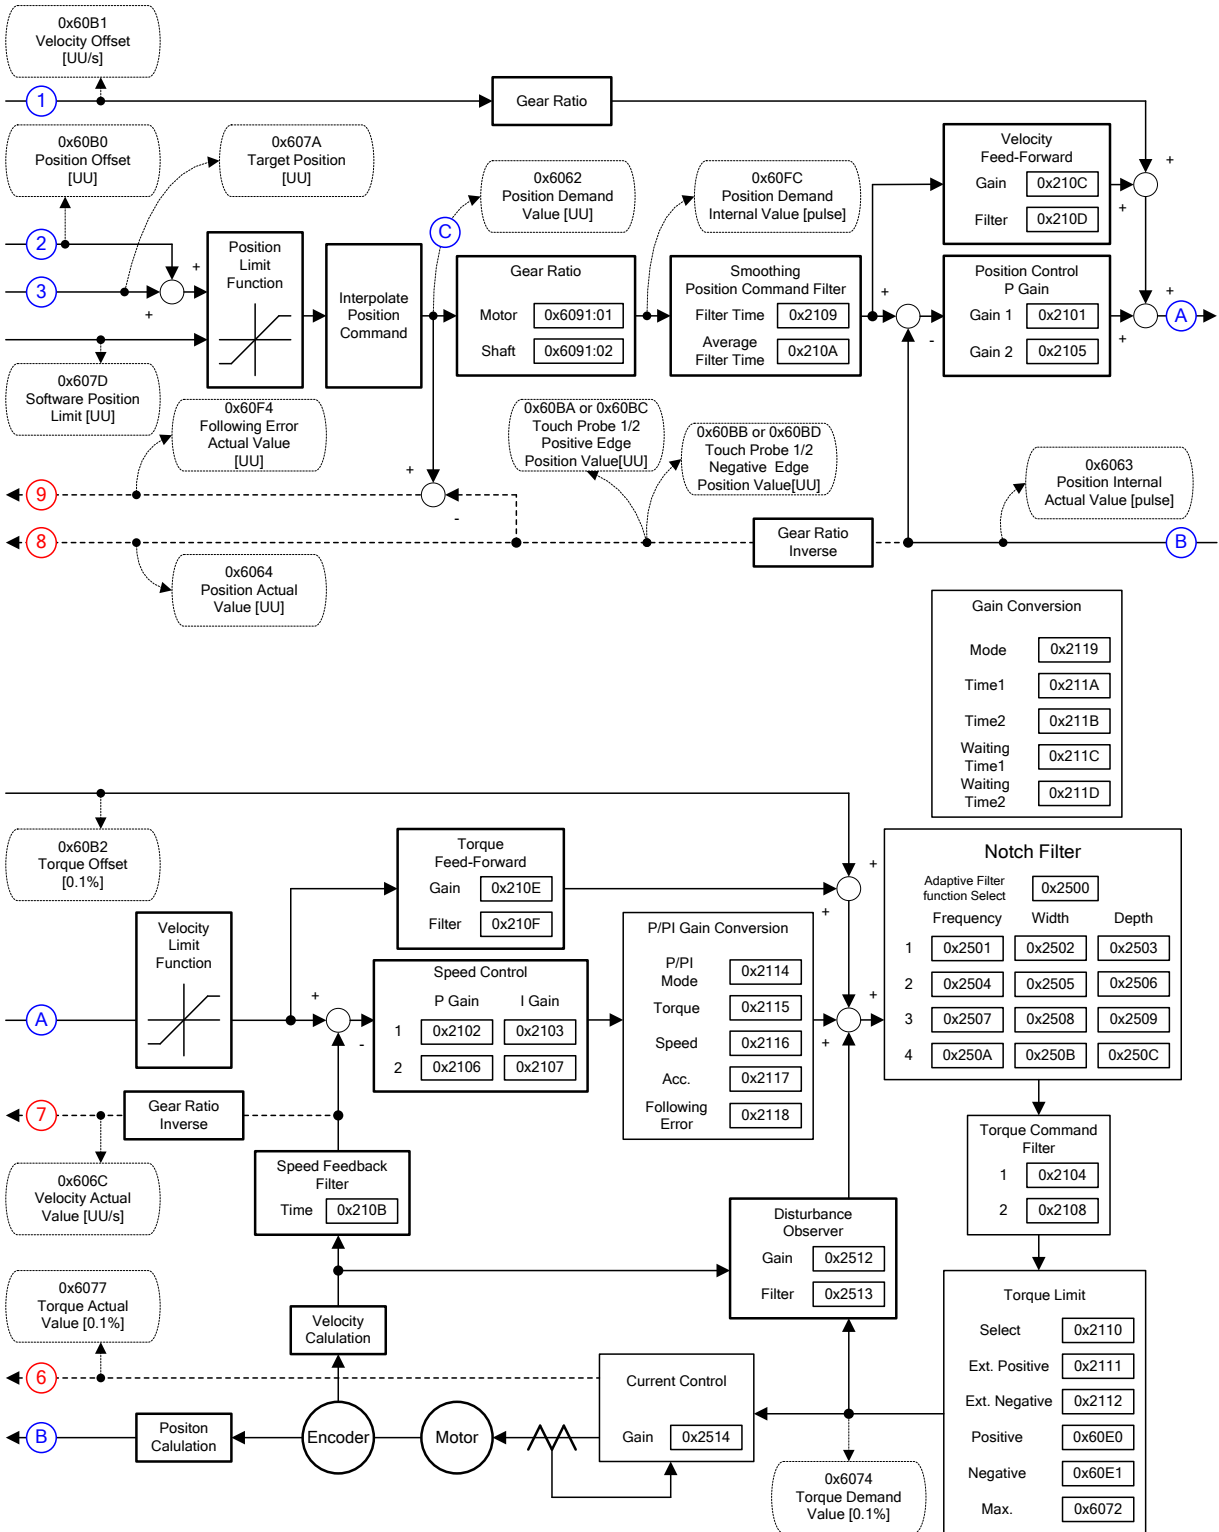 0x60B1
Velocity Offset
[UU/s]
1
Gear Ratio
0x60B0
Position Offset
[UU]
0x607A
Target Position
[UU]
0x6062
Position Demand
Value [UU]
0x60FC
Position Demand
Internal Value [pulse]
Velocity
Feed-Forward
Gain 0x210C
Filter 0x210D
+
+
2
3
C
+
+
Position
Limit
Function
Interpolate
Position
Command
Gear Ratio
Motor 0x6091:01
Shaft 0x6091:02
Smoothing
Position Command Filter
Filter Time 0x2109
Average
Filter Time 0x210A
+
-
Position Control
P Gain
Gain 1 0x2101
Gain 2 0x2105
+
+
A
0x607D
Software Position
Limit [UU]
0x60F4
Following Error
Actual Value
[UU]
0x60BA or 0x60BC
Touch Probe 1/2
Positive Edge
Position Value[UU]
0x60BB or 0x60BD
Touch Probe 1/2
Negative Edge
Position Value[UU]
0x6063
Position Internal
Actual Value [pulse]
+
-
9
8
Gear Ratio
Inverse
B
0x6064
Position Actual
Value [UU]
Gain Conversion
Mode 0x2119
Time1 0x211A
Time2 0x211B
Waiting
Time1 0x211C
Waiting
Time2 0x211D
0x60B2
Torque Offset
[0.1%]
Torque
Feed-Forward
Gain 0x210E
Filter 0x210F
+
+
Notch Filter
Adaptive Filter
function Select 0x2500
Frequency Width Depth
1 0x2501 0x2502 0x2503
2 0x2504 0x2505 0x2506
3 0x2507 0x2508 0x2509
4 0x250A 0x250B 0x250C
A
Velocity
Limit
Function
+
-
Speed Control
P Gain I Gain
1 0x2102 0x2103
2 0x2106 0x2107
P/PI Gain Conversion
P/PI
Mode 0x2114
Torque 0x2115
Speed 0x2116
Acc. 0x2117
Following
Error 0x2118
+
+
7
Gear Ratio
Inverse
0x606C
Velocity Actual
Value [UU/s]
Speed Feedback
Filter
Time 0x210B
Torque Command
Filter
1 0x2104
2 0x2108
Disturbance
Observer
Gain 0x2512
Filter 0x2513
0x6077
Torque Actual
Value [0.1%]
Velocity
Calulation
Torque Limit
Select 0x2110
Ext. Positive 0x2111
Ext. Negative 0x2112
Positive 0x60E0
Negative 0x60E1
Max. 0x6072
6
Current Control
Gain 0x2514
B
Positon
Calulation
Encoder
Motor
0x6074
Torque Demand
Value [0.1%]